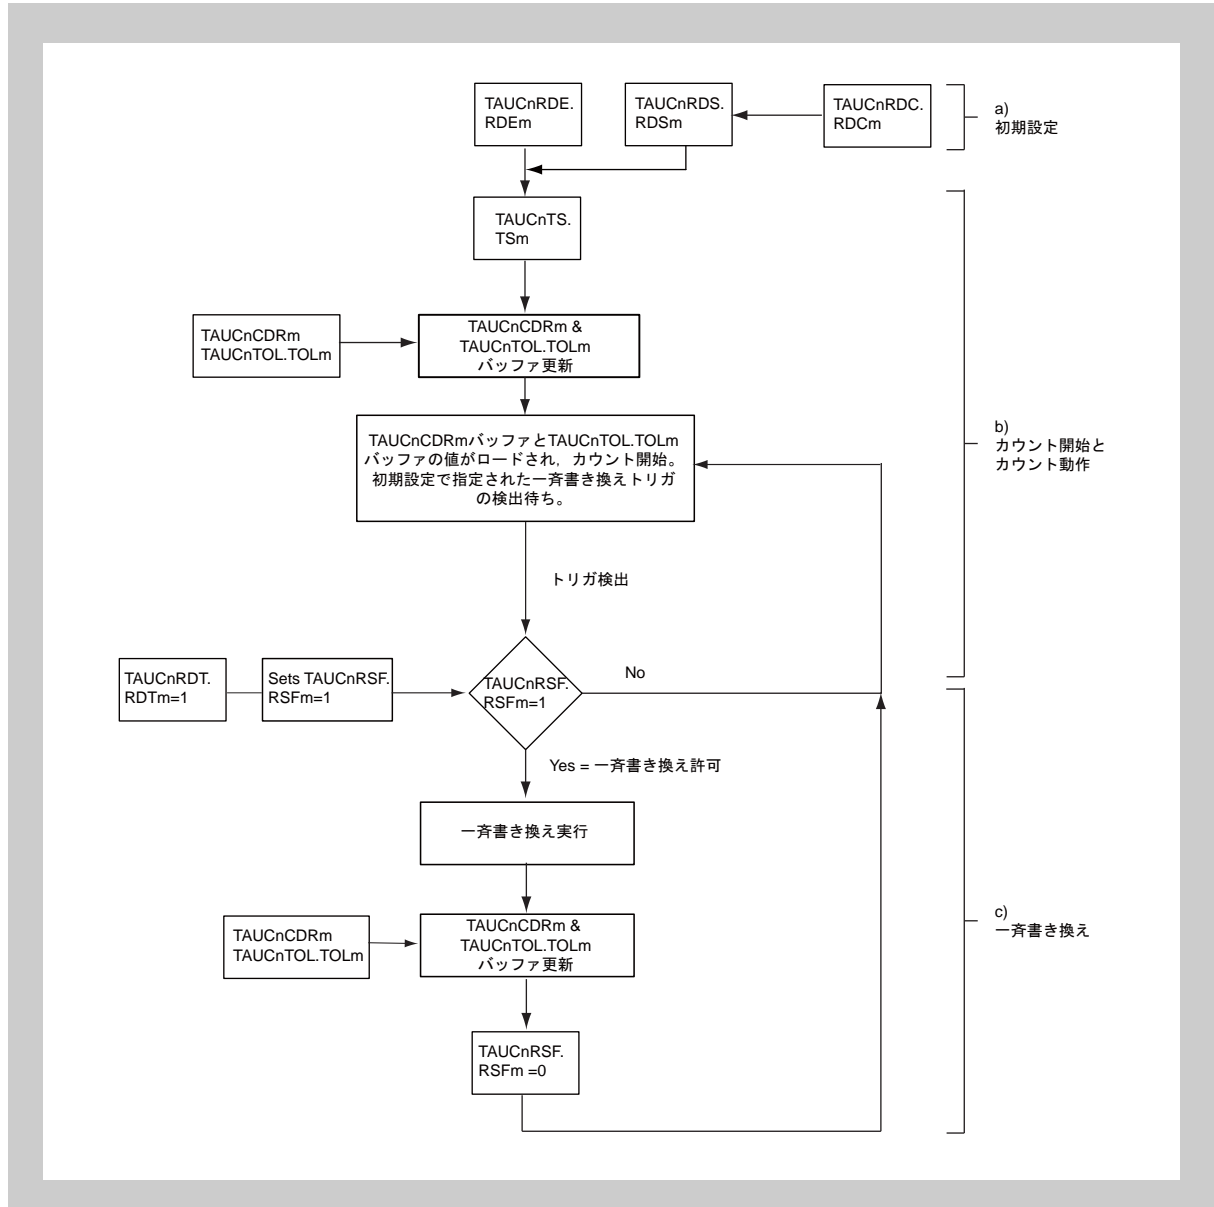 TAUCnRDE.
RDEm
TAUCnRDS.
RDSm
TAUCnRDC.
RDCm
a)
初期設定
TAUCnTS.
TSm
TAUCnCDRm
TAUCnTOL.TOLm
TAUCnCDRm &
TAUCnTOL.TOLm
バッファ更新
TAUCnCDRmバッファとTAUCnTOL.TOLm
バッファの値がロードされ，カウント開始。
初期設定で指定された一斉書き換えトリガ
の検出待ち。
b)
カウント開始と
カウント動作
トリガ検出
TAUCnRDT.
RDTm=1
Sets TAUCnRSF.
RSFm=1
TAUCnRSF.
RSFm=1
No
Yes = 一斉書き換え許可
一斉書き換え実行
TAUCnCDRm
TAUCnTOL.TOLm
TAUCnCDRm &
TAUCnTOL.TOLm
バッファ更新
c)
一斉書き換え
TAUCnRSF.
RSFm =0